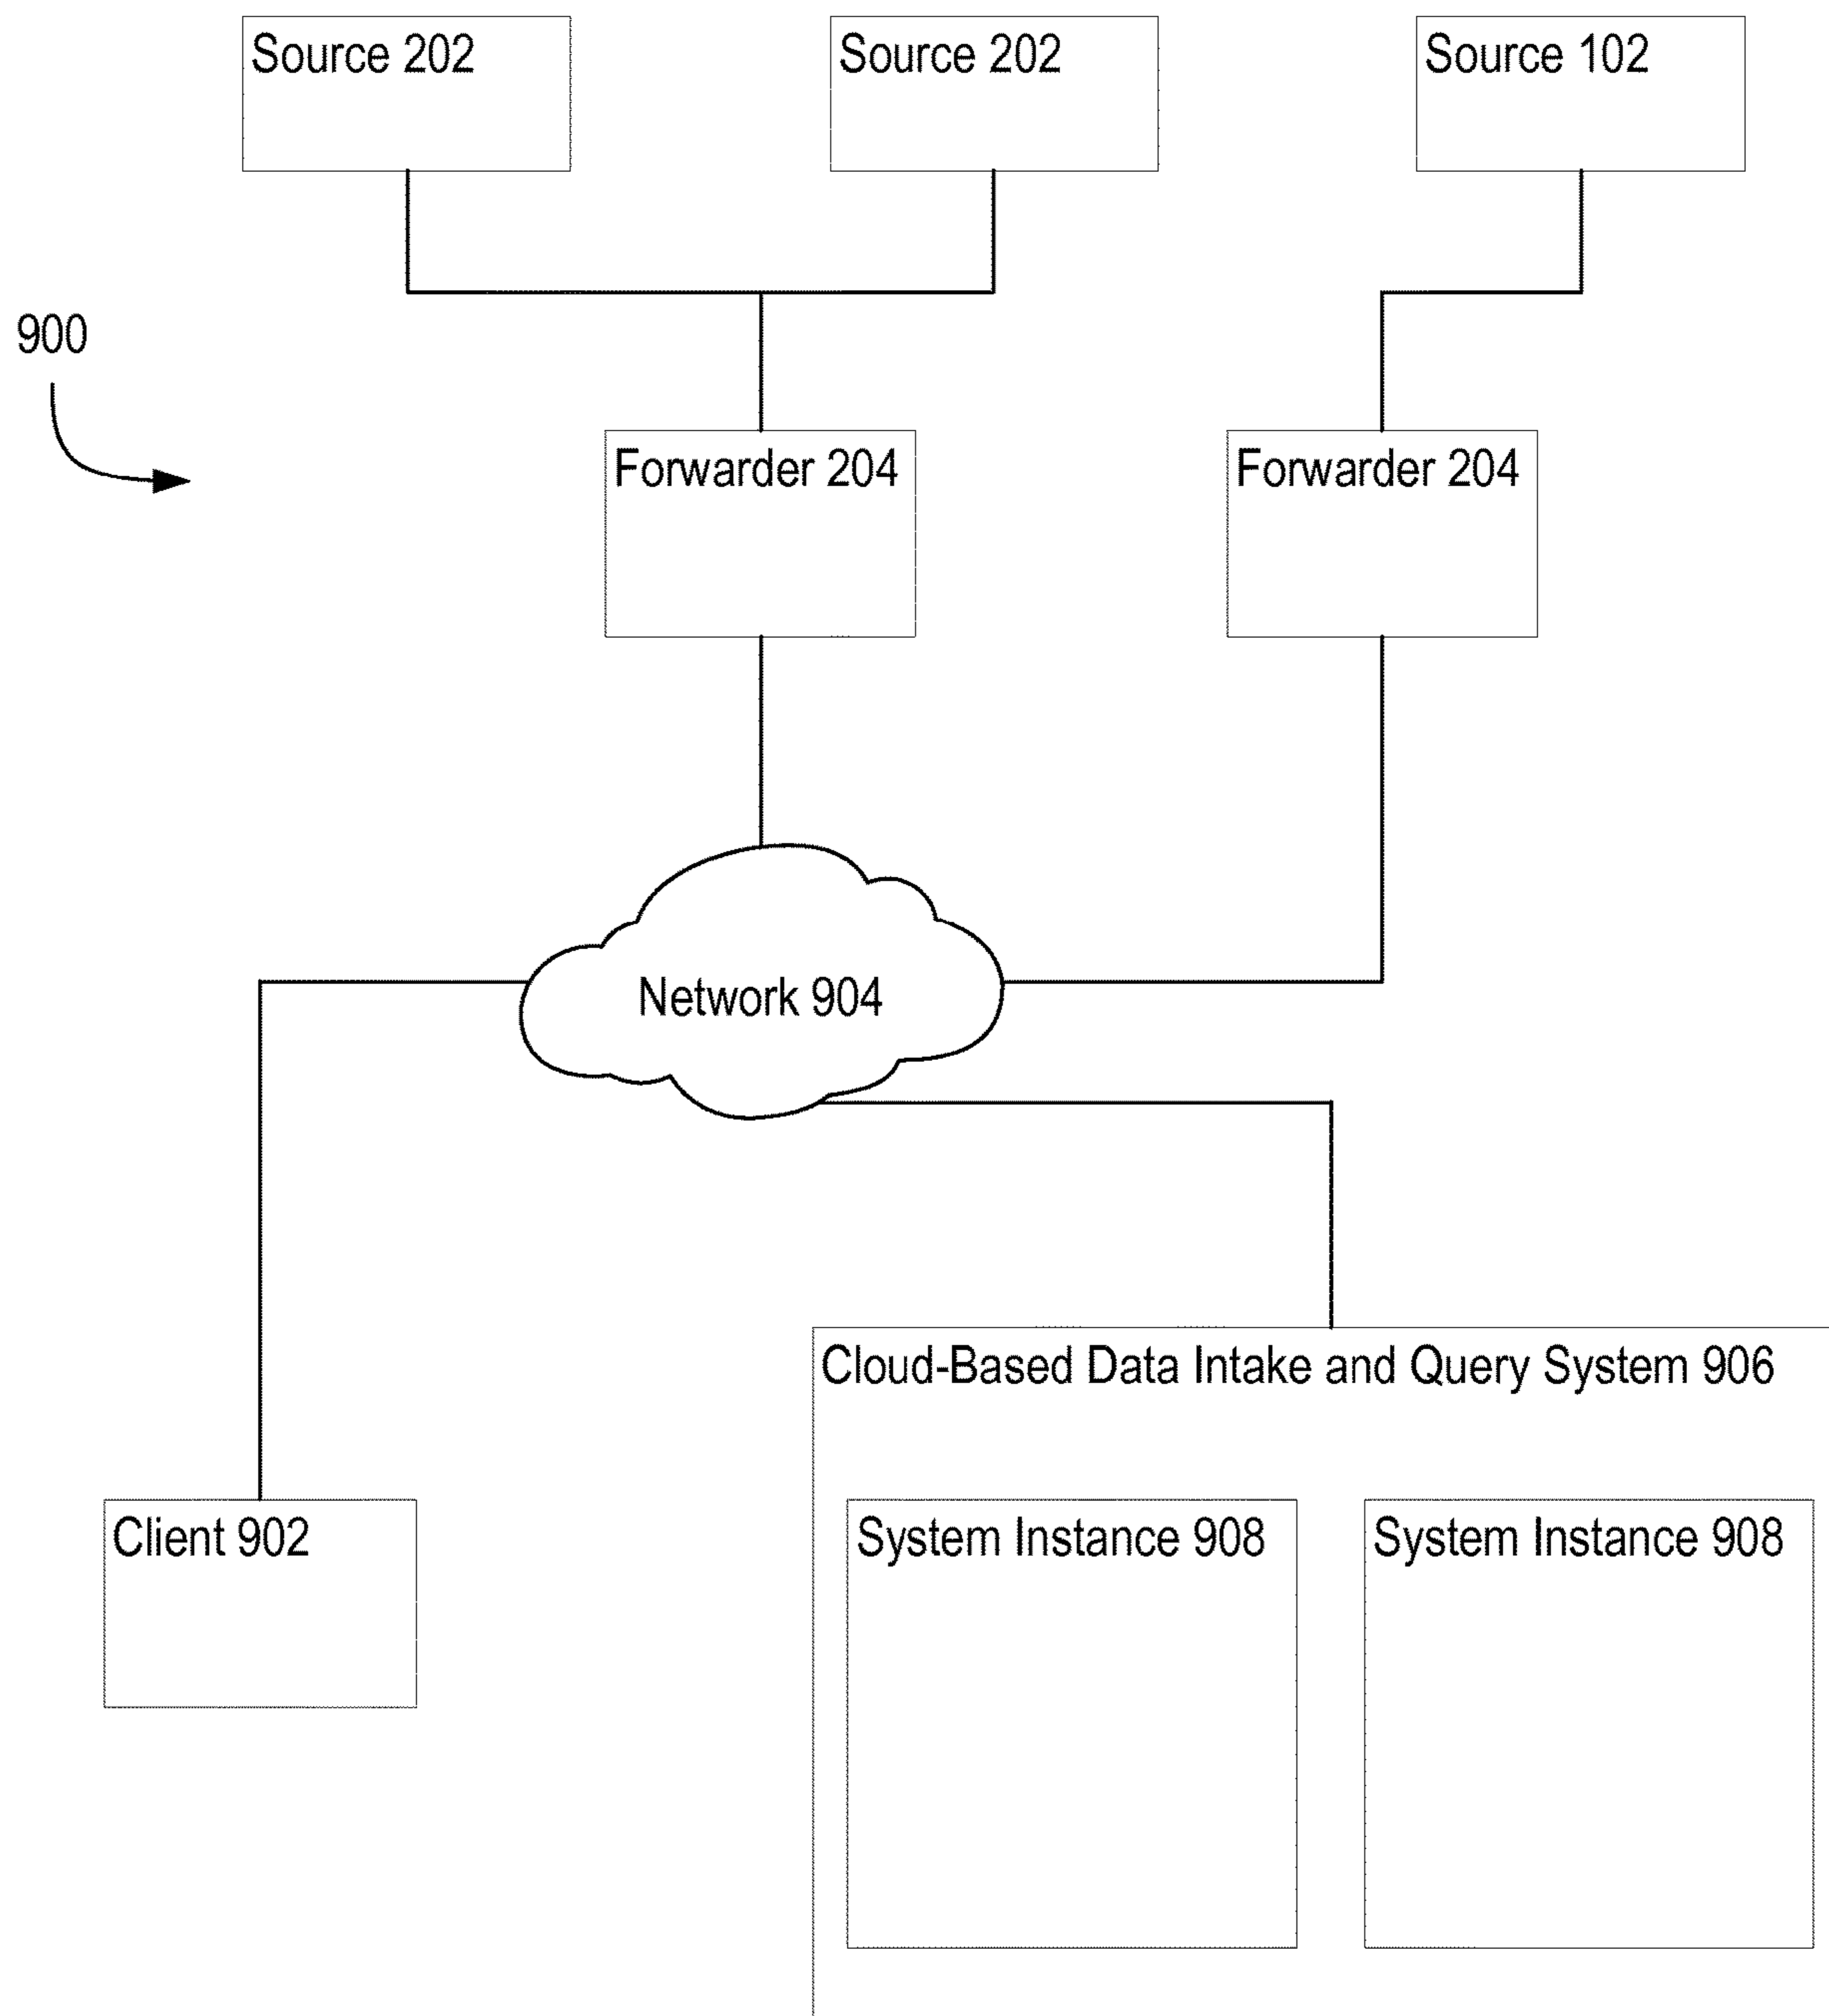 Source 202
Source 202
Source 102
900
Forwarder 204
Forwarder 204
Network 904
Cloud-Based Data Intake and Query System 906
Client 902
System Instance 908
System Instance 908